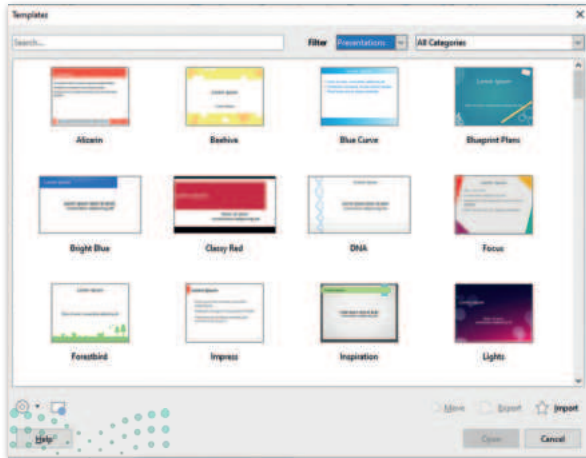 Templates
Search...
Filter
Presentations
All Categories
Alizarin
Beehive
Blue Curve
Blueprint Plans
Bright Blue
Classy Red
DNA
Focus
Forestbird
Impress
Inspiration
Lights
Move
Export
Import
Help
Open
Cancel